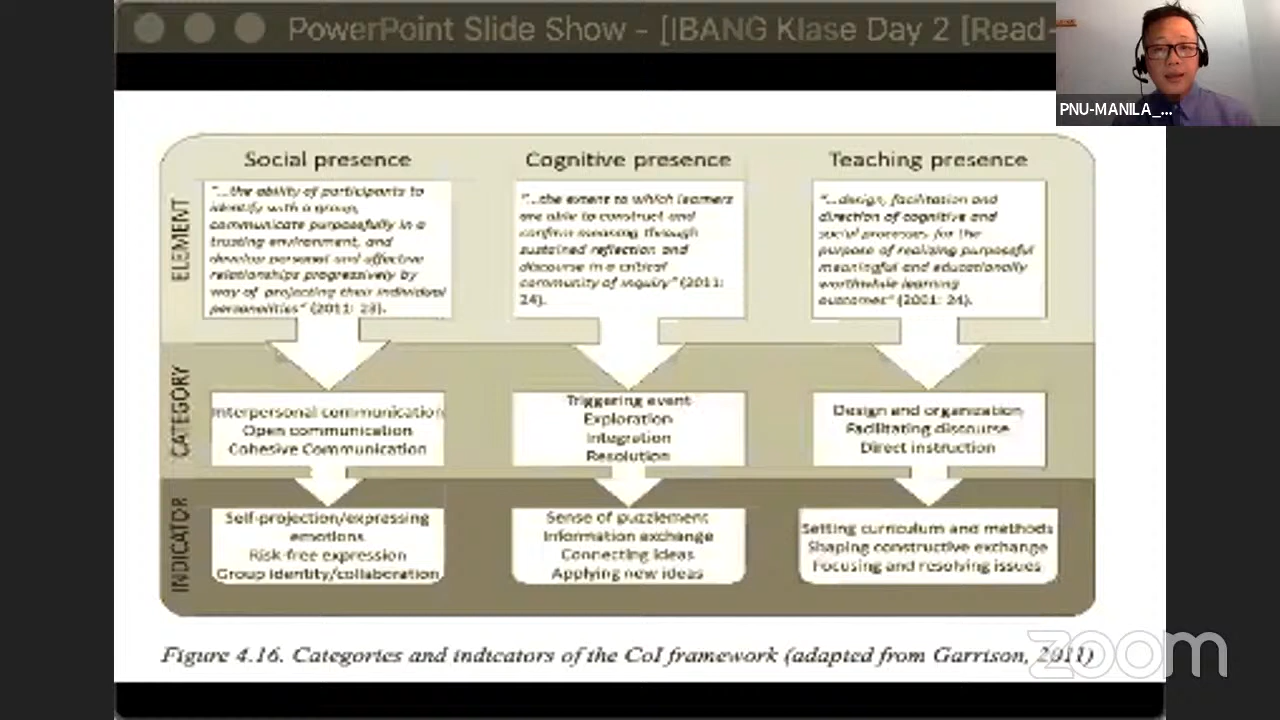 PowerPoint Slide Show - [IBANG Klase Day 2 [Read-
PNU-MANILA_...
Social presence
Cognitive presence
Teaching presence
ELEMENT
"...the ability of participants to
identify with a group,
communicate purposefully in a
trusting environment, and
develop personal and affective
relationships progressively by
way of projecting their individual
personalities" (2011: 23).
"...the extent to which learners
are able to construct and
confirm meaning through
sustained reflection and
discourse in a critical
community of inquiry" (2011:
24).
"...design, facilitation and
direction of cognitive and
social processes for the
purpose of realizing purposeful
meaningful and educationally
worthwhile learning
outcomes" (2001: 24).
CATEGORY
Interpersonal communication
Open communication
Cohesive Communication
Triggering event
Exploration
Integration
Resolution
Design and organization
Facilitating discourse
Direct instruction
INDICATOR
Self-projection/expressing
emotions
Risk-free expression
Group identity/collaboration
Sense of puzzlement
Information exchange
Connecting ideas
Applying new ideas
Setting curriculum and methods
Shaping constructive exchange
Focusing and resolving issues
Figure 4.16. Categories and indicators of the CoI framework (adapted from Garrison, 2011)
zoom